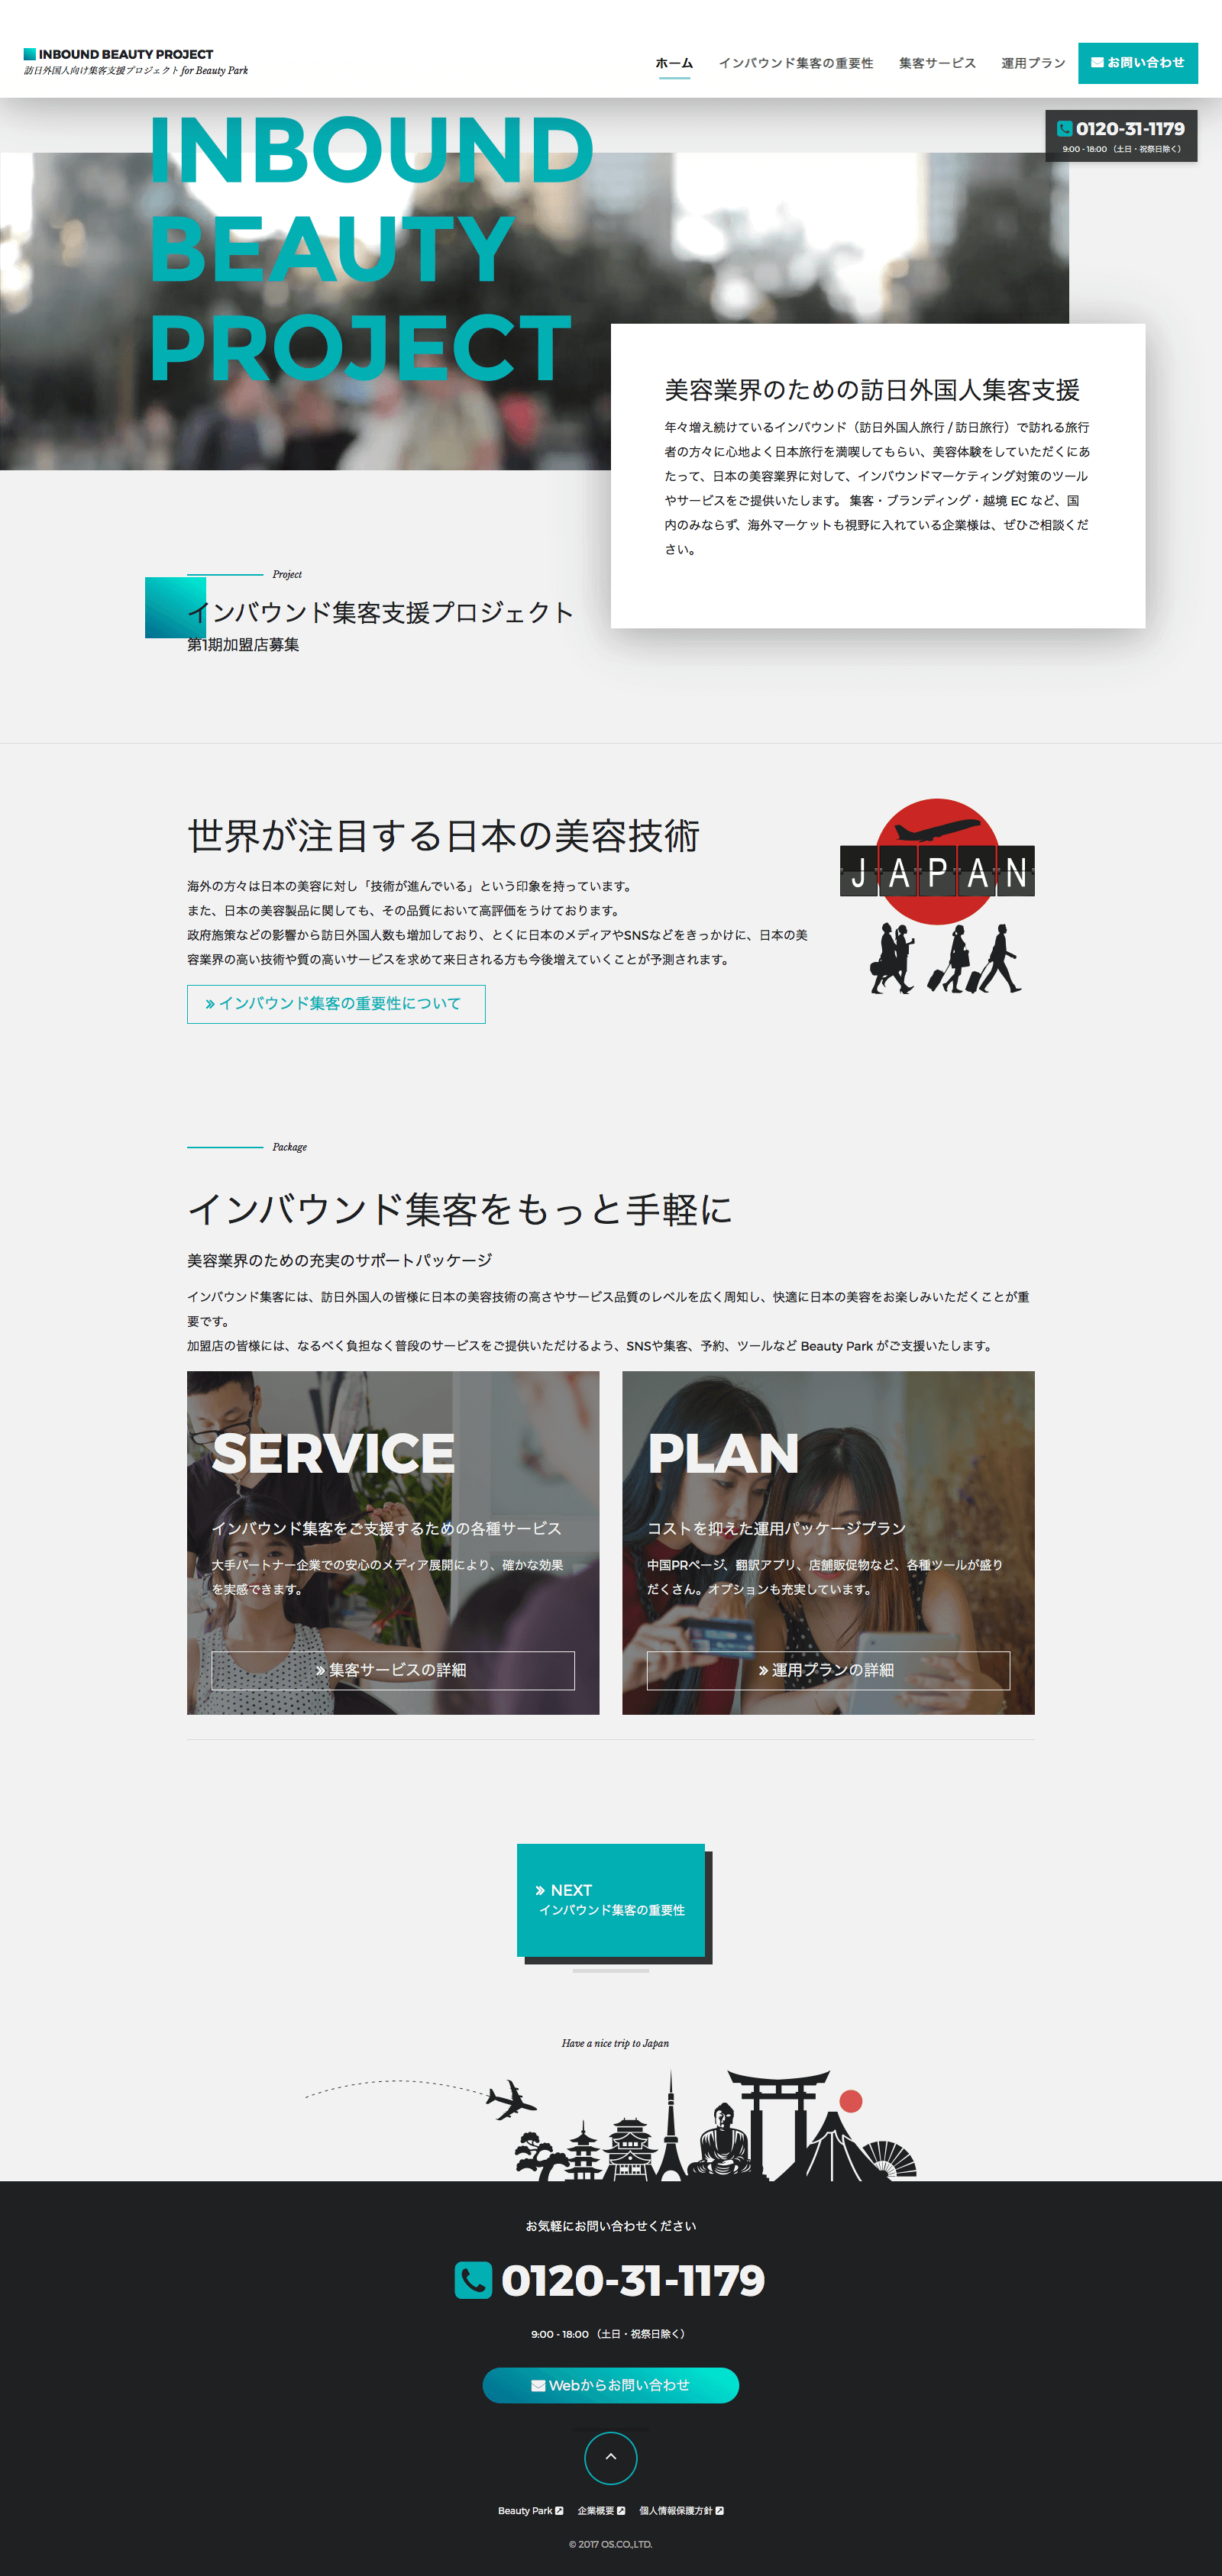 INBOUND BEAUTY PROJECT
訪日外国人向け集客支援プロジェクト for Beauty Park
ホーム
インバウンド集客の重要性
集客サービス
運用プラン
お問い合わせ
0120-31-1179
9:00 - 18:00 （土日・祝祭日除く）
INBOUND
BEAUTY
PROJECT
美容業界のための訪日外国人集客支援
年々増え続けているインバウンド（訪日外国人旅行 / 訪日旅行）で訪れる旅行
者の方々に心地よく日本旅行を満喫してもらい、美容体験をしていただくにあ
たって、日本の美容業界に対して、インバウンドマーケティング対策のツール
やサービスをご提供いたします。 集客・ブランディング・越境 EC など、国
内のみならず、海外マーケットも視野に入れている企業様は、ぜひご相談くだ
さい。
Project
インバウンド集客支援プロジェクト
第1期加盟店募集
世界が注目する日本の美容技術
海外の方々は日本の美容に対し「技術が進んでいる」という印象を持っています。
また、日本の美容製品に関しても、その品質において高評価をうけております。
政府施策などの影響から訪日外国人数も増加しており、とくに日本のメディアやSNSなどをきっかけに、日本の美
容業界の高い技術や質の高いサービスを求めて来日される方も今後増えていくことが予測されます。
JAPAN
» インバウンド集客の重要性について
Package
インバウンド集客をもっと手軽に
美容業界のための充実のサポートパッケージ
インバウンド集客には、訪日外国人の皆様に日本の美容技術の高さやサービス品質のレベルを広く周知し、快適に日本の美容をお楽しみいただくことが重
要です。
加盟店の皆様には、なるべく負担なく普段のサービスをご提供いただけるよう、SNSや集客、予約、ツールなど Beauty Park がご支援いたします。
SERVICE
インバウンド集客をご支援するための各種サービス
大手パートナー企業での安心のメディア展開により、確かな効果
を実感できます。
» 集客サービスの詳細
PLAN
コストを抑えた運用パッケージプラン
中国PRページ、翻訳アプリ、店舗販促物など、各種ツールが盛り
だくさん。オプションも充実しています。
» 運用プランの詳細
» NEXT
インバウンド集客の重要性
Have a nice trip to Japan
お気軽にお問い合わせください
0120-31-1179
9:00 - 18:00 （土日・祝祭日除く）
Webからお問い合わせ
Beauty Park
企業概要
個人情報保護方針
© 2017 OS.CO.,LTD.